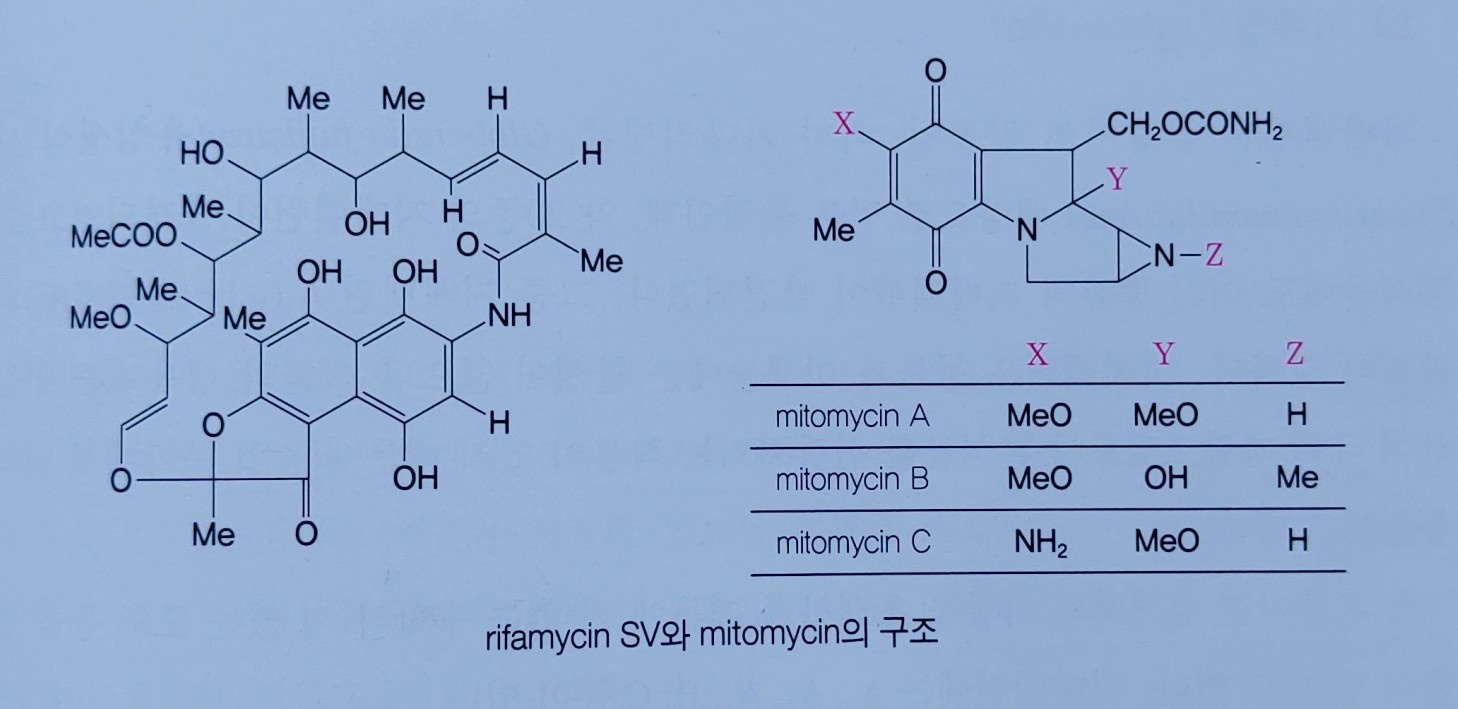 Me Me H
HO H
OH H
Me
MeCOO
O Me
OH OH
Me
MeO Me NH
O H
O OH
Me O
O
X CH₂OCONH₂
Y
Me N N–Z
O
X Y Z
mitomycin A MeO MeO H
mitomycin B MeO OH Me
mitomycin C NH₂ MeO H
rifamycin SV와 mitomycin의 구조